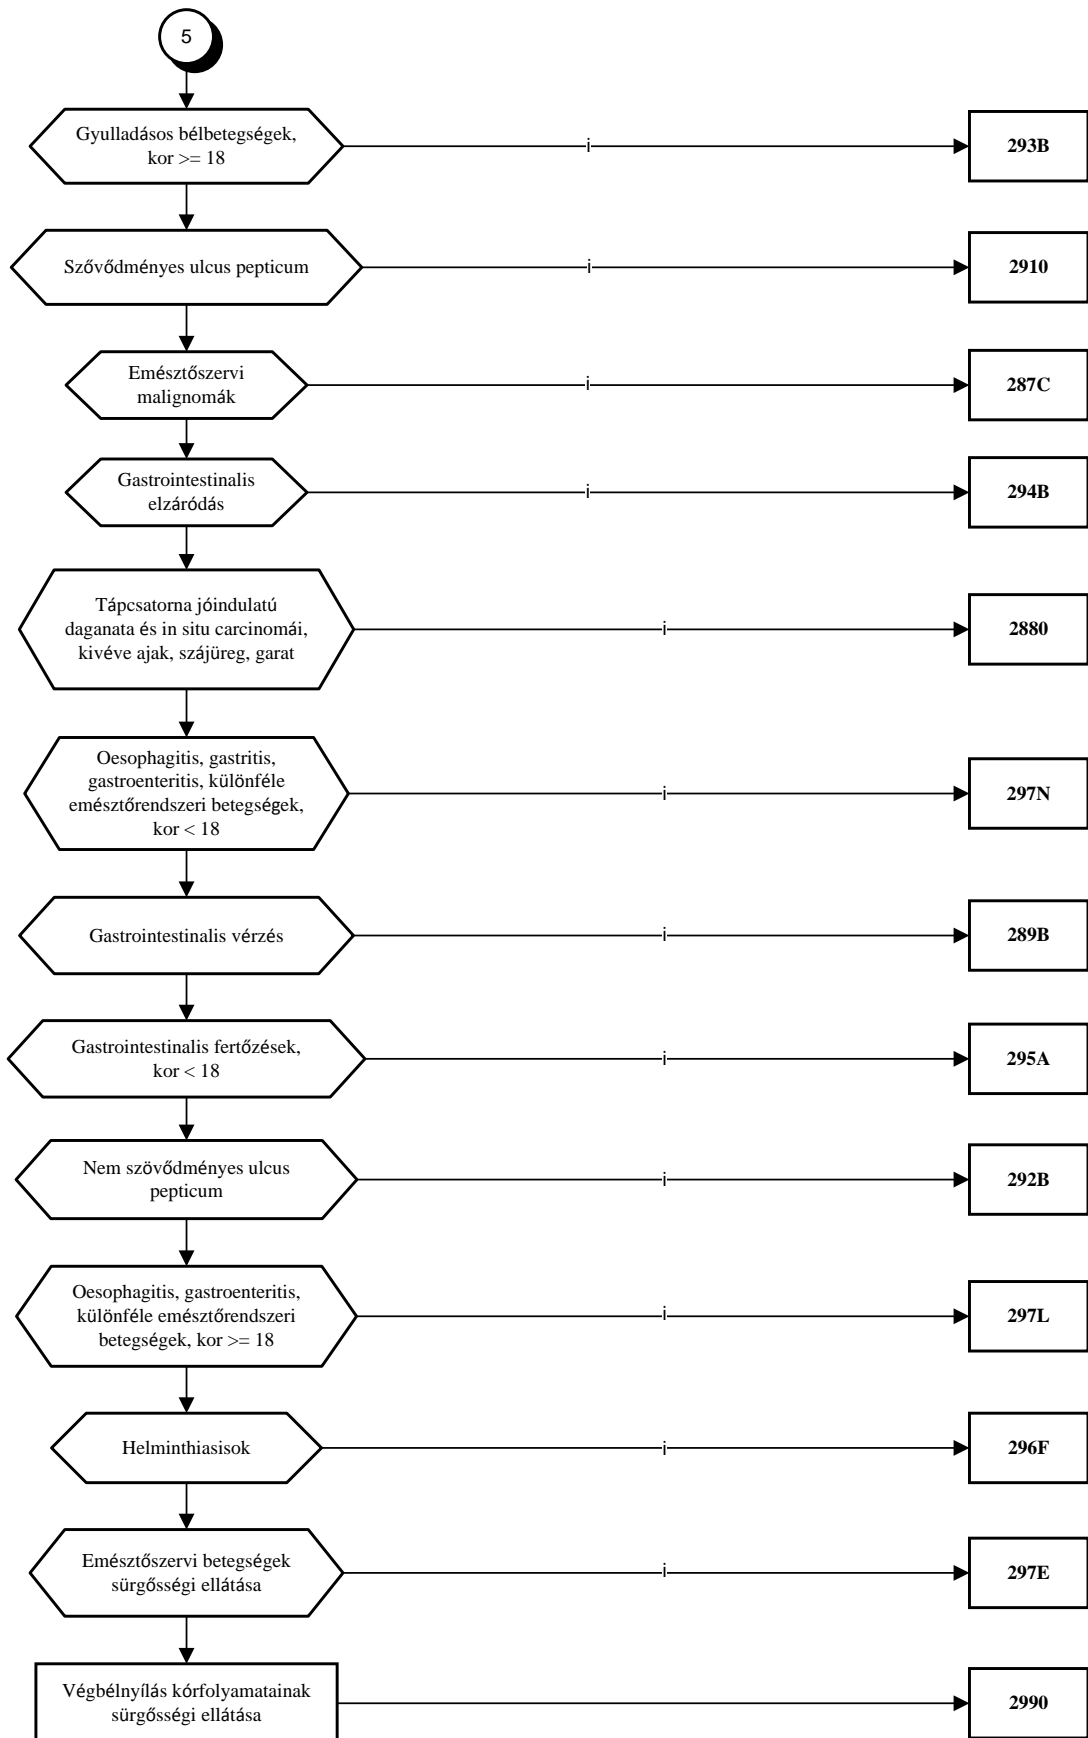 5
Gyulladásos bélbetegségek,
kor >= 18
i
293B
Szővődményes ulcus pepticum
i
2910
Emésztőszervi
malignomák
i
287C
Gastrointestinalis
elzáródás
i
294B
Tápcsatorna jóindulatú
daganata és in situ carcinomái,
kivéve ajak, szájüreg, garat
i
2880
Oesophagitis, gastritis,
gastroenteritis, különféle
emésztőrendszeri betegségek,
kor < 18
i
297N
Gastrointestinalis vérzés
i
289B
Gastrointestinalis fertőzések,
kor < 18
i
295A
Nem szövődményes ulcus
pepticum
i
292B
Oesophagitis, gastroenteritis,
különféle emésztőrendszeri
betegségek, kor >= 18
i
297L
Helminthiasisok
i
296F
Emésztőszervi betegségek
sürgősségi ellátása
i
297E
Végbélnyílás kórfolyamatainak
sürgősségi ellátása
2990